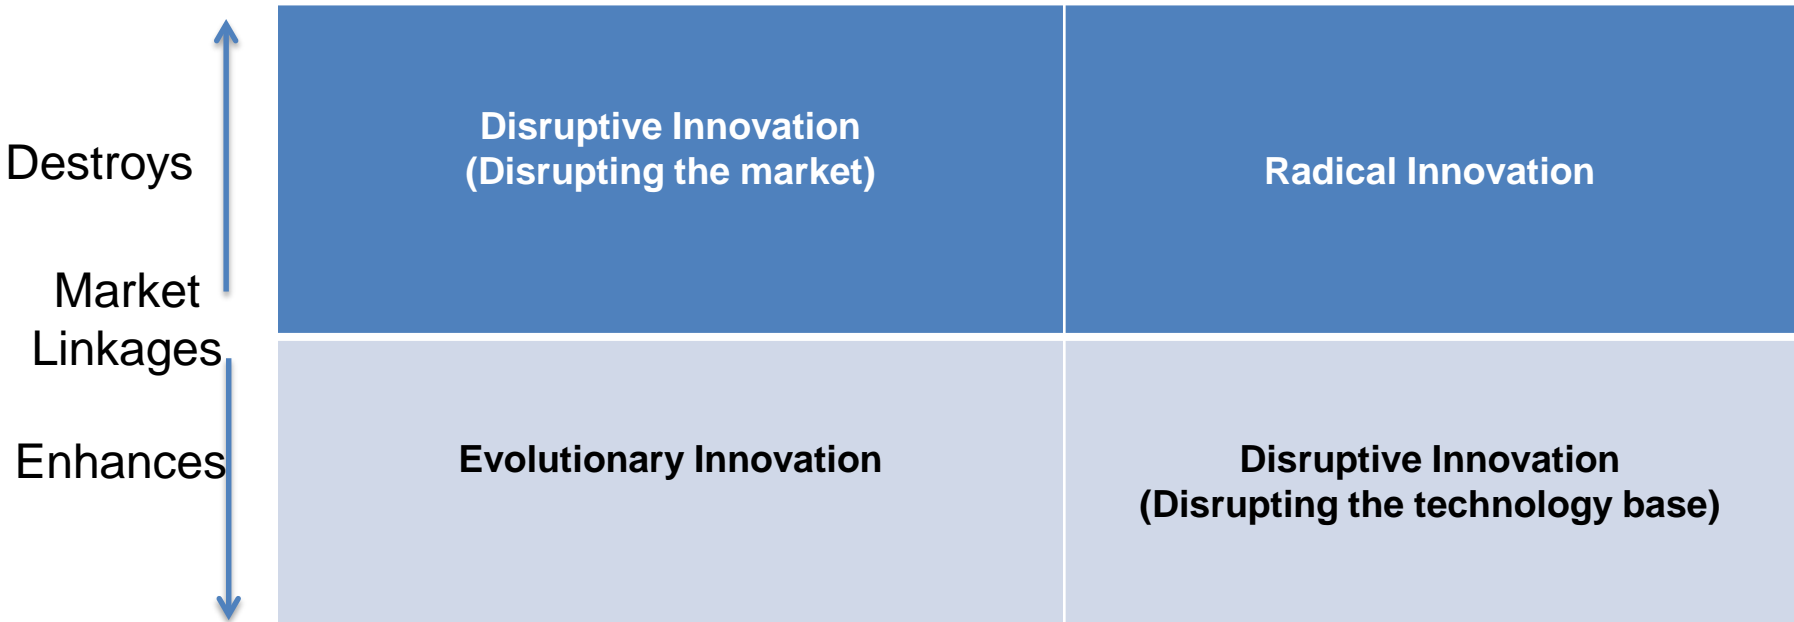 Destroys
Market
Linkages
Enhances
Disruptive Innovation
(Disrupting the market)
Radical Innovation
Evolutionary Innovation
Disruptive Innovation
(Disrupting the technology base)